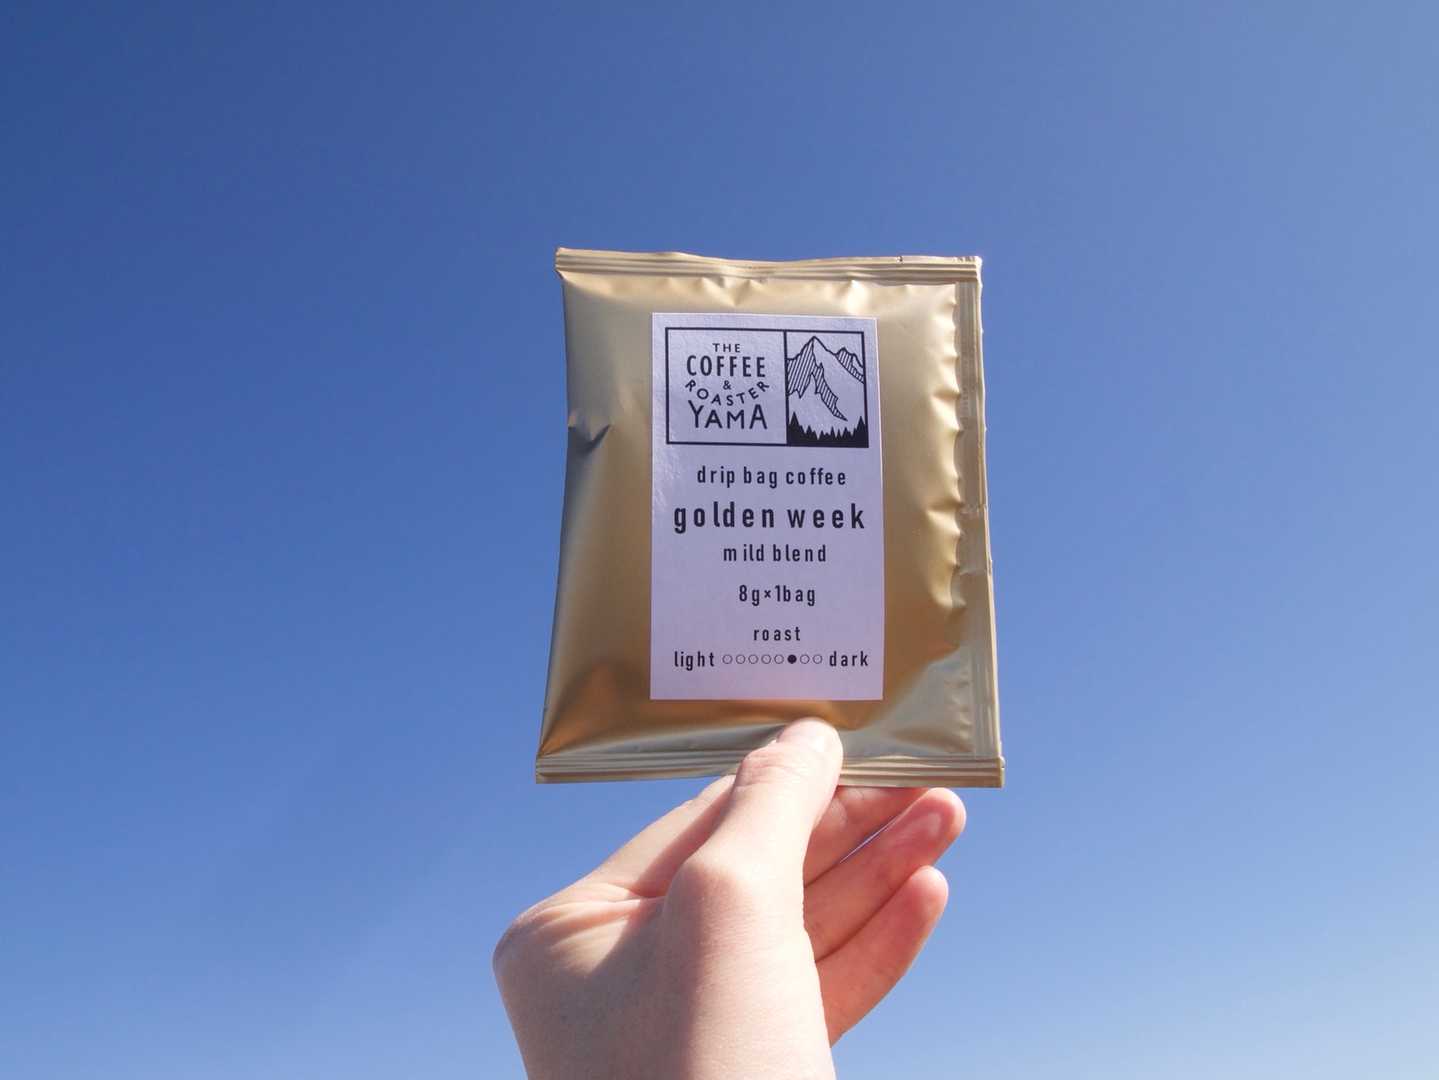 THE
COFFEE
&
ROASTER
YAMA
drip bag coffee
golden week
mild blend
8g×1bag
roast
light ○○○○○●○○ dark